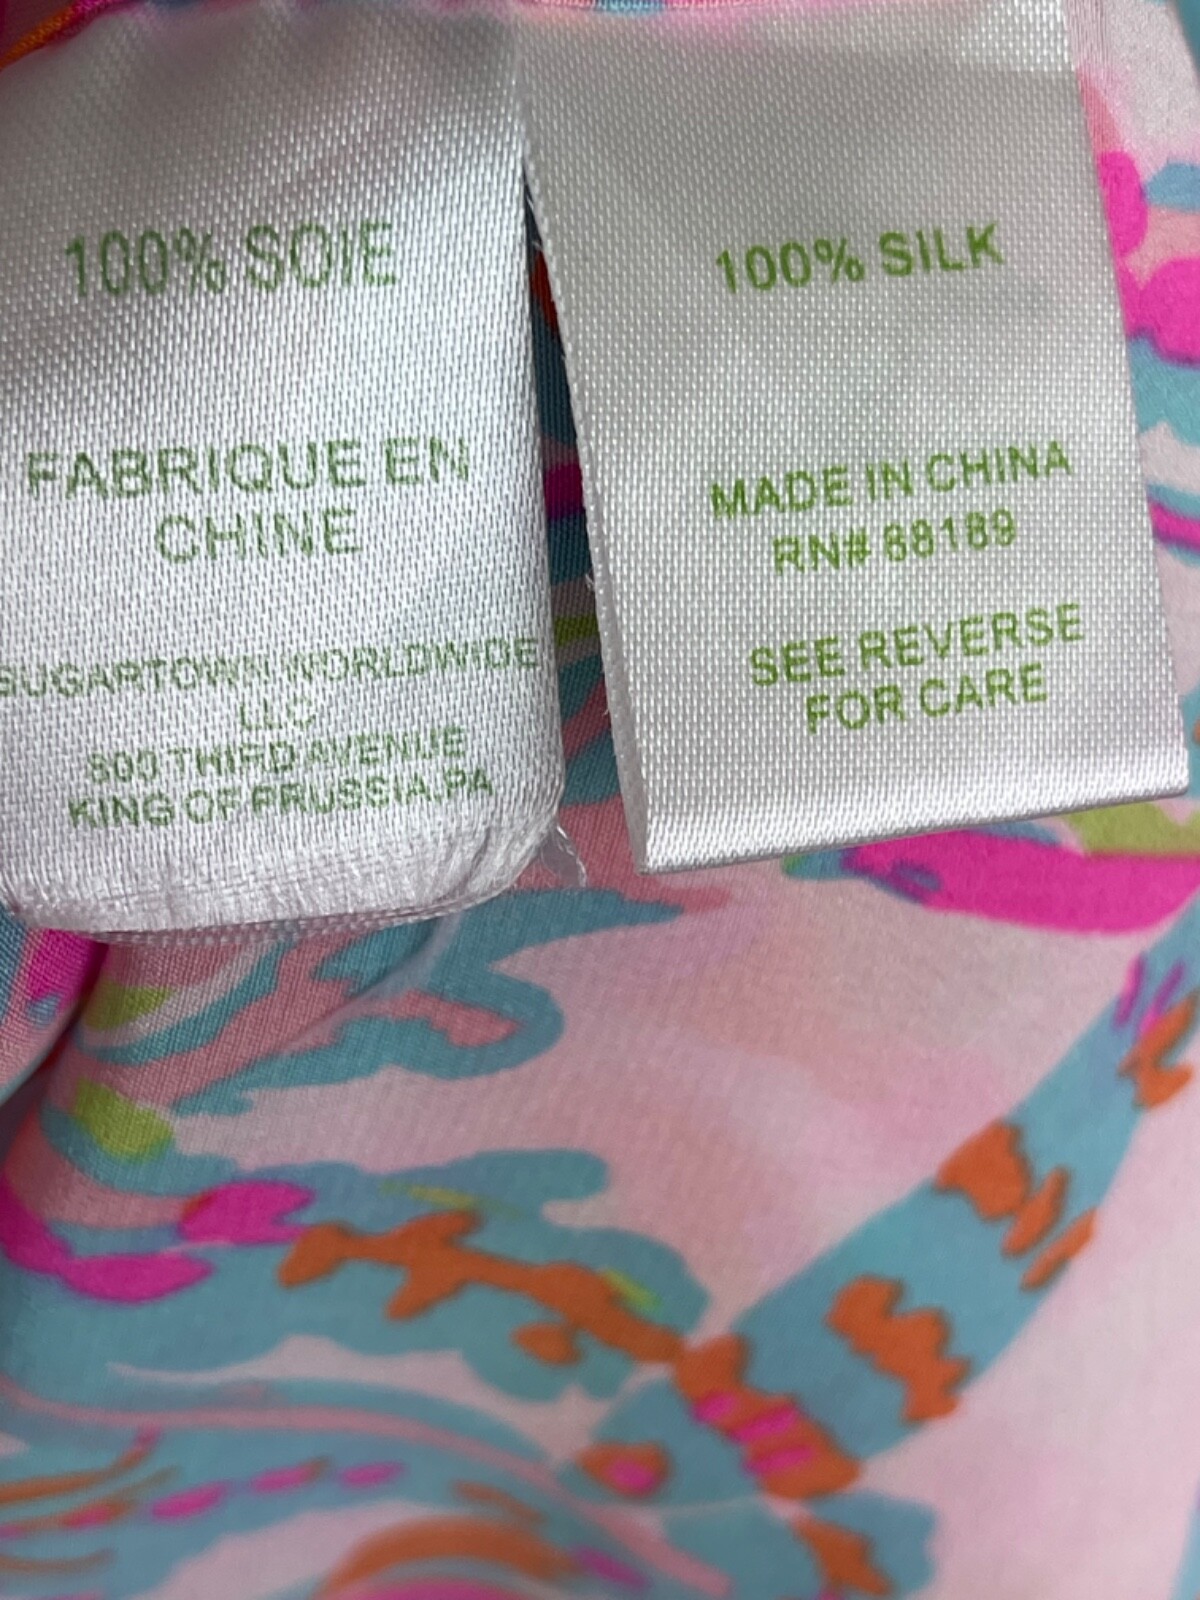 100% SOIE
FABRIQUE EN
CHINE
SUGARTOWN WORLDWIDE
LLC
800 THIRD AVENUE
KING OF PRUSSIA,PA
100% SILK
MADE IN CHINA
RN# 88189
SEE REVERSE
FOR CARE